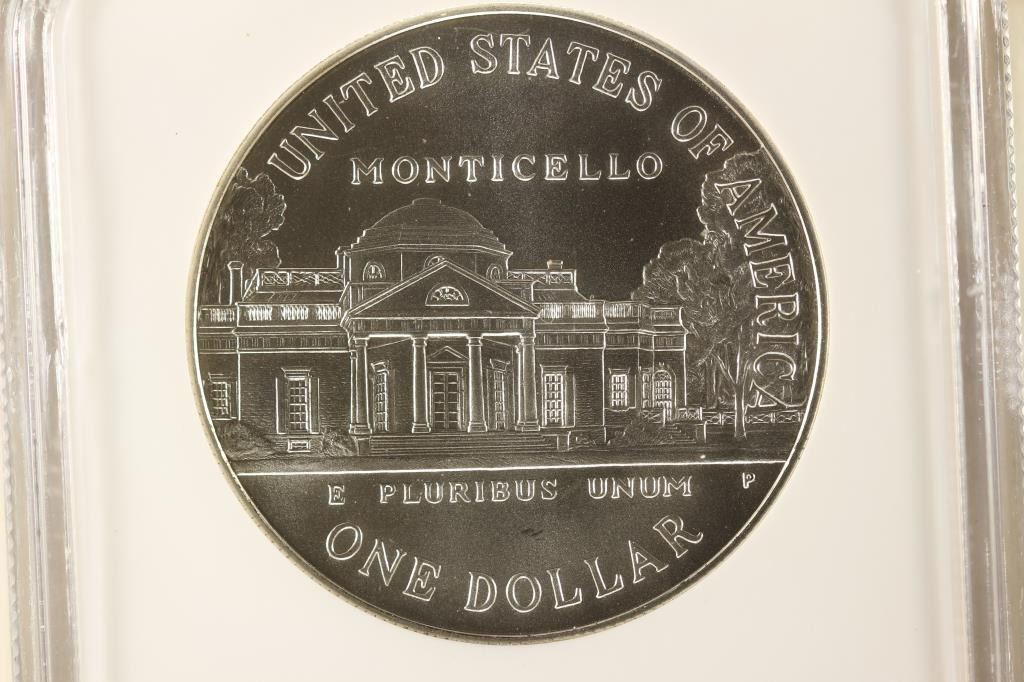 UNITED STATES OF AMERICA
MONTICELLO
E PLURIBUS UNUM P
ONE DOLLAR